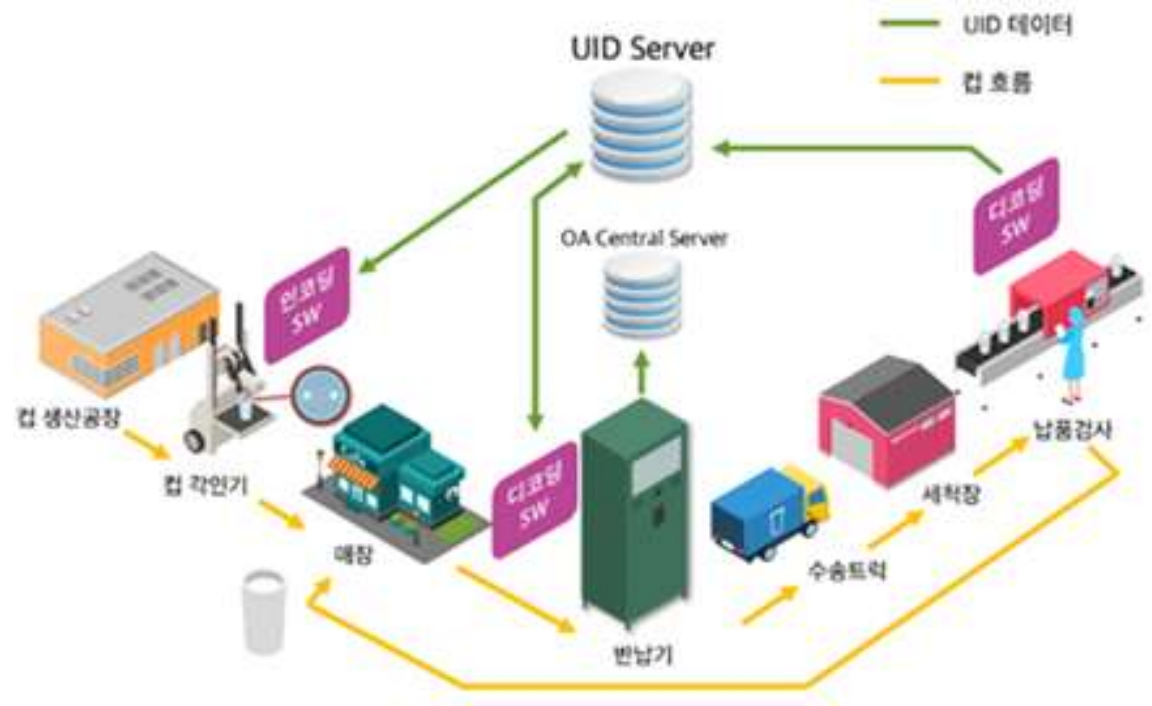 UID Server
UID 데이터
컵 흐름
디코딩
SW
OA Central Server
인코딩
SW
컵 생산공장
컵 각인기
매장
디코딩
SW
반납기
수송트럭
세척장
납품검사